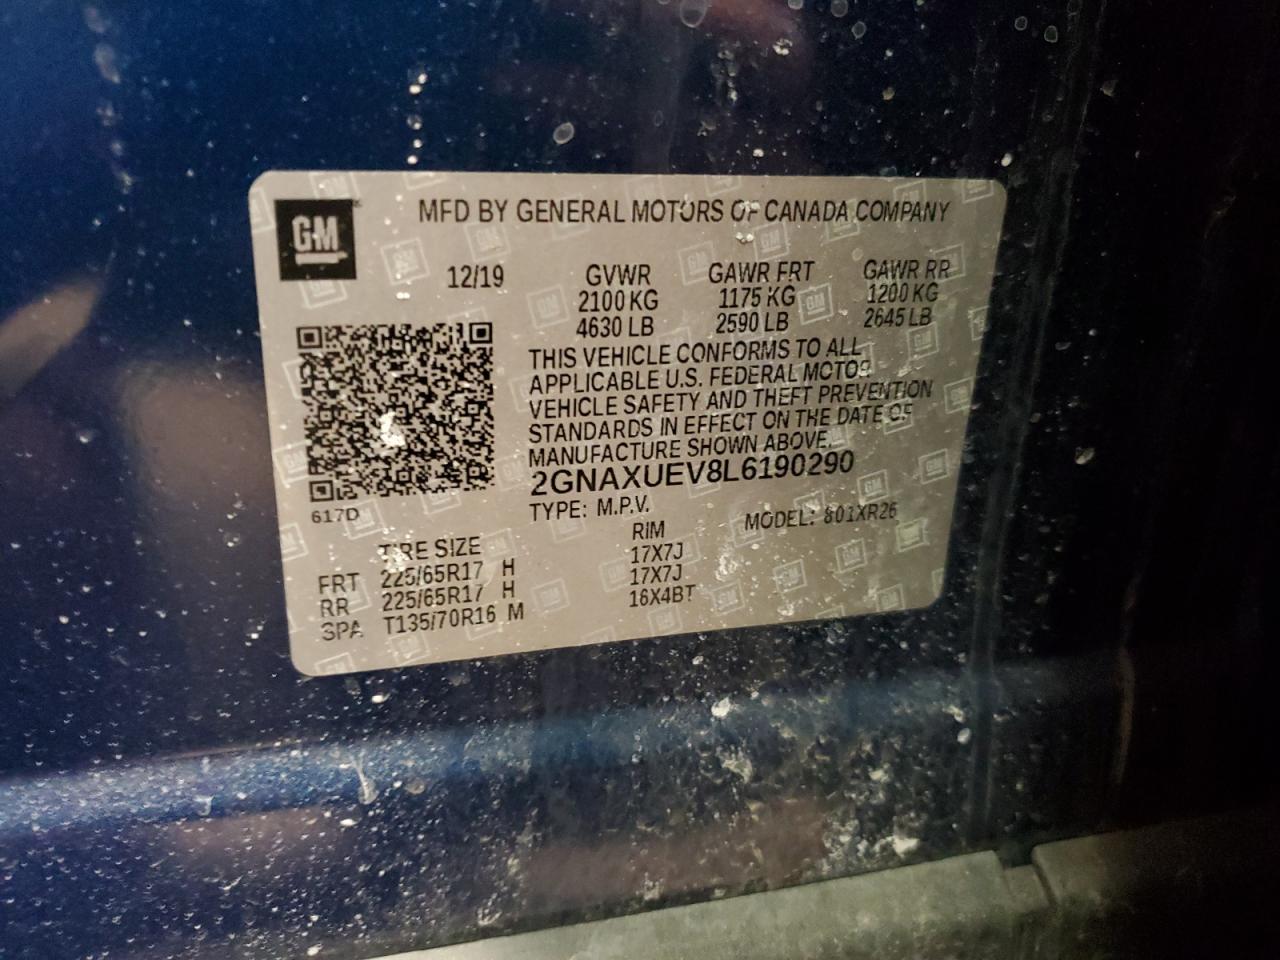 GM
MFD BY GENERAL MOTORS OF CANADA COMPANY
12/19 GVWR GAWR FRT GAWR RR
2100 KG 1175 KG 1200 KG
4630 LB 2590 LB 2645 LB
THIS VEHICLE CONFORMS TO ALL
APPLICABLE U.S. FEDERAL MOTOR
VEHICLE SAFETY AND THEFT PREVENTION
STANDARDS IN EFFECT ON THE DATE OF
MANUFACTURE SHOWN ABOVE.
2GNAXUEV8L6190290
617D
TYPE: M.P.V. MODEL: 801XR26
TIRE SIZE RIM
FRT 225/65R17 H 17X7J
RR 225/65R17 H 17X7J
SPA T135/70R16 M 16X4BT